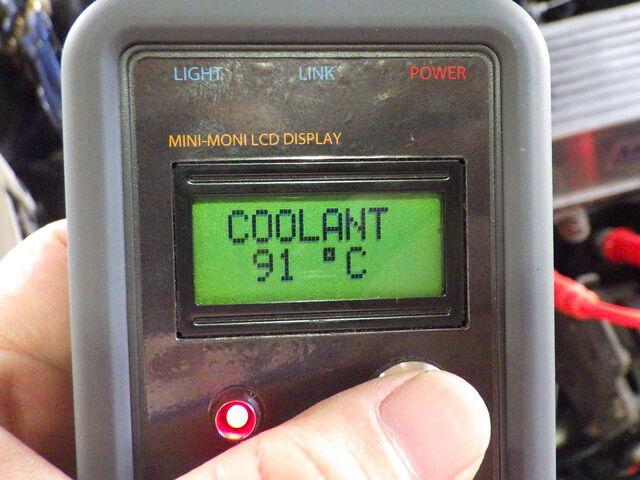 LIGHT LINK POWER
MINI-MONI LCD DISPLAY
COOLANT
91 °C